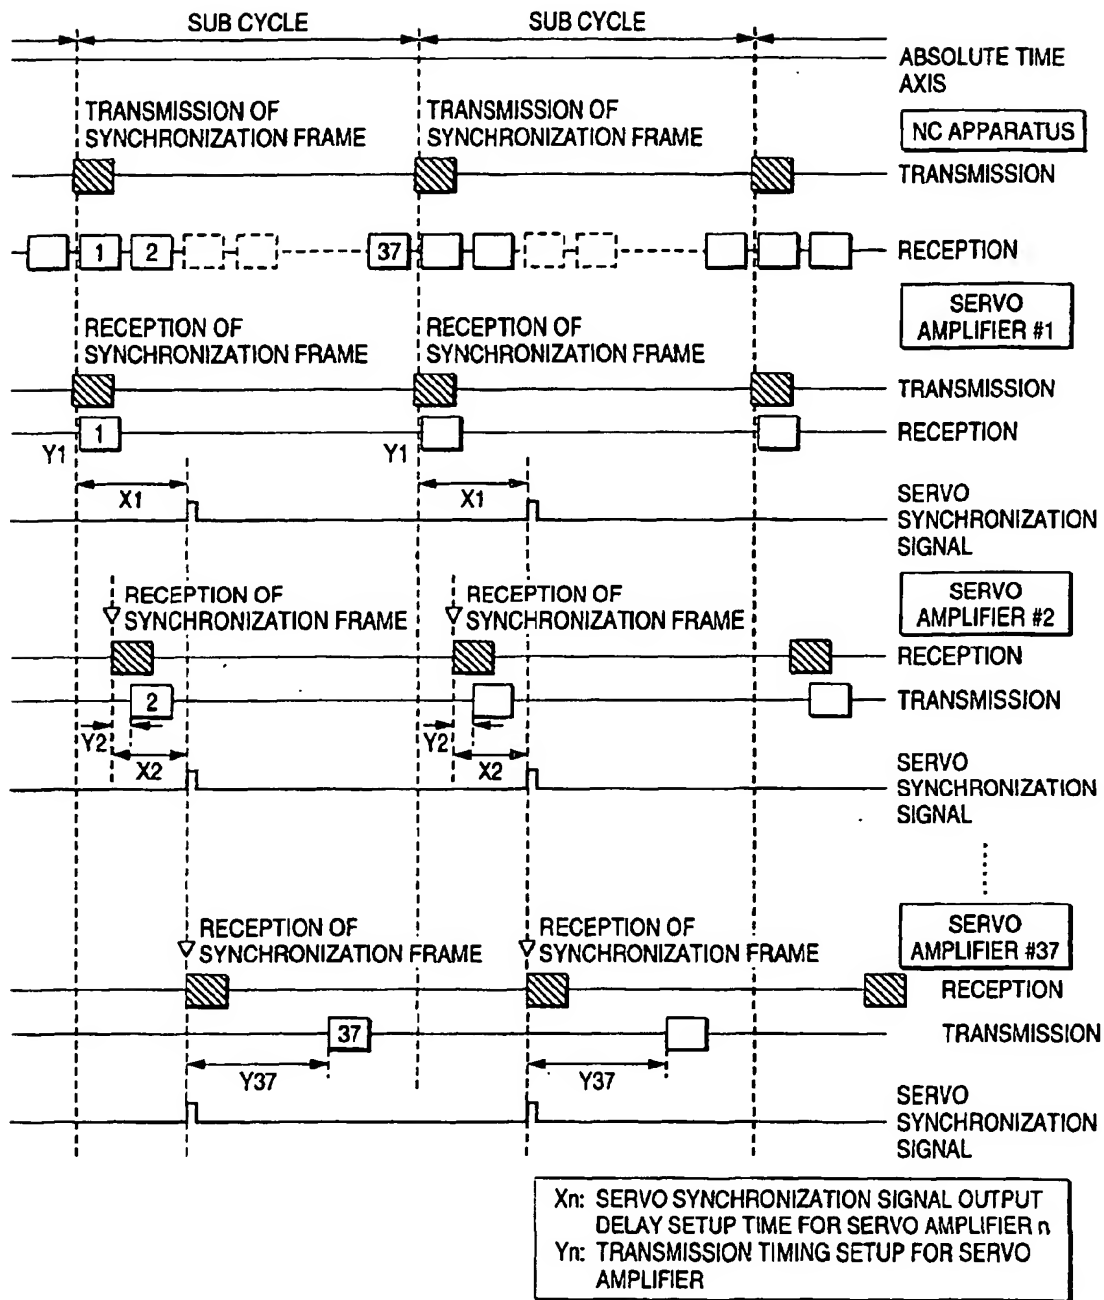 SUB CYCLE
SUB CYCLE
ABSOLUTE TIME
AXIS
TRANSMISSION OF
SYNCHRONIZATION FRAME
TRANSMISSION OF
SYNCHRONIZATION FRAME
NC APPARATUS
TRANSMISSION
1
2
37
RECEPTION
SERVO
AMPLIFIER #1
RECEPTION OF
SYNCHRONIZATION FRAME
RECEPTION OF
SYNCHRONIZATION FRAME
TRANSMISSION
1
RECEPTION
Y1
Y1
X1
X1
SERVO
SYNCHRONIZATION
SIGNAL
RECEPTION OF
SYNCHRONIZATION FRAME
RECEPTION OF
SYNCHRONIZATION FRAME
SERVO
AMPLIFIER #2
RECEPTION
2
TRANSMISSION
Y2
Y2
X2
X2
SERVO
SYNCHRONIZATION
SIGNAL
RECEPTION OF
SYNCHRONIZATION FRAME
RECEPTION OF
SYNCHRONIZATION FRAME
SERVO
AMPLIFIER #37
RECEPTION
37
TRANSMISSION
Y37
Y37
SERVO
SYNCHRONIZATION
SIGNAL
Xn: SERVO SYNCHRONIZATION SIGNAL OUTPUT
DELAY SETUP TIME FOR SERVO AMPLIFIER n
Yn: TRANSMISSION TIMING SETUP FOR SERVO
AMPLIFIER